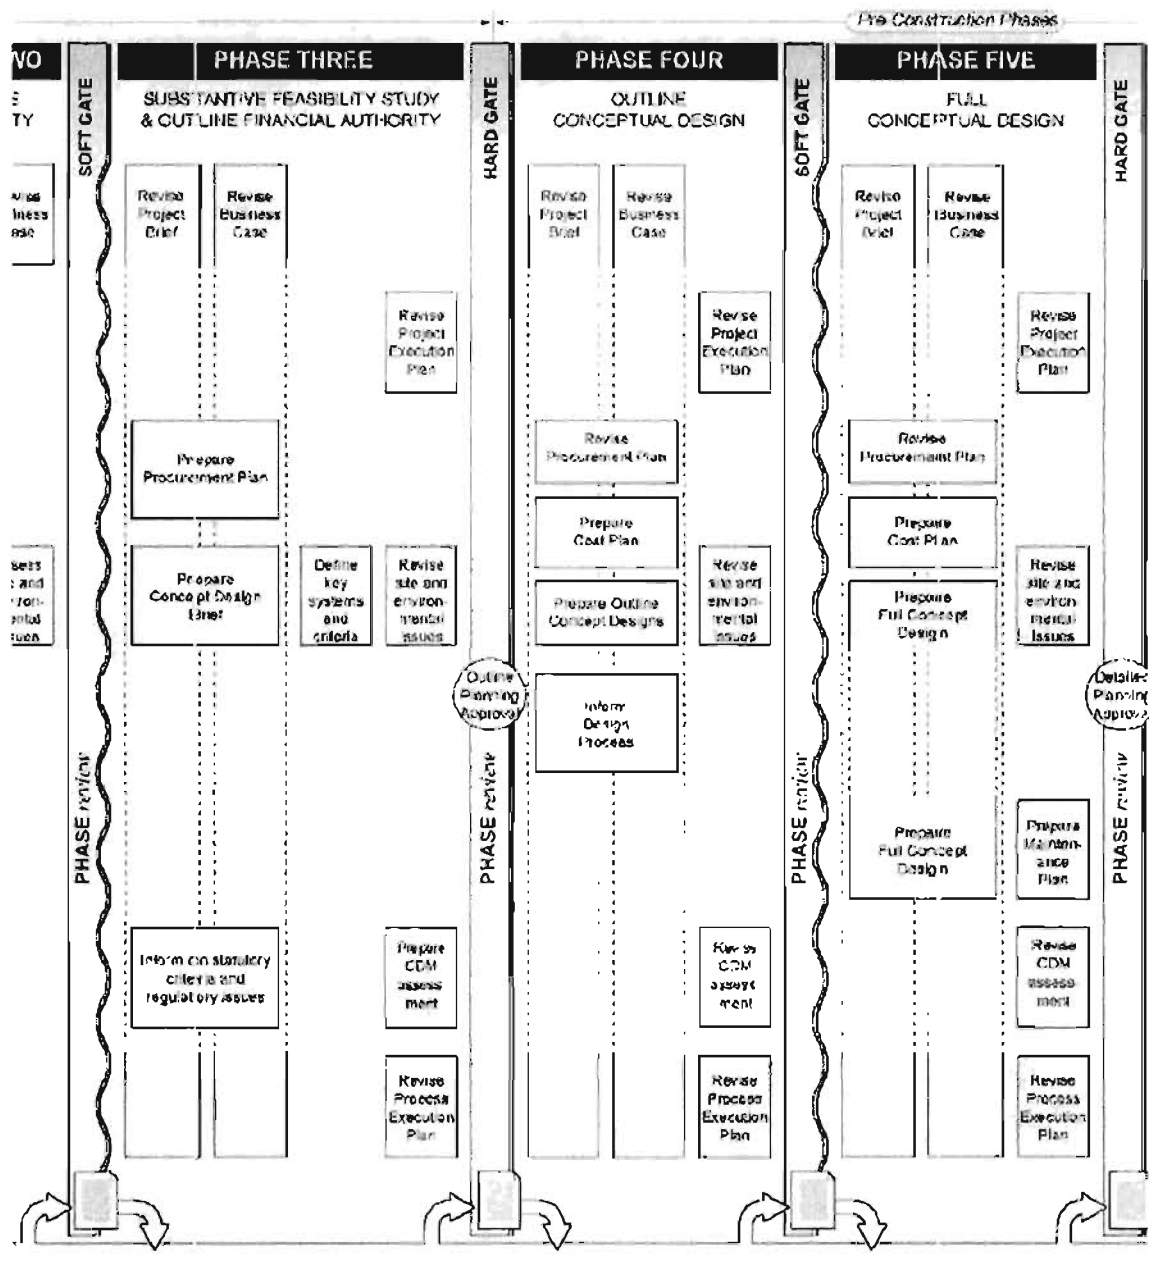 Pre-Construction Phases
WO
PHASE THREE
PHASE FOUR
PHASE FIVE
TY
SOFT GATE
SUBSTANTIVE FEASIBILITY STUDY
& OUTLINE FINANCIAL AUTHORITY
HARD GATE
OUTLINE
CONCEPTUAL DESIGN
SOFT GATE
FULL
CONCEPTUAL DESIGN
HARD GATE
Revise
Project
Brief
Revise
Business
Case
Revise
Project
Brief
Revise
Business
Case
Revise
Project
Brief
Revise
Business
Case
Revise
Project
Execution
Plan
Revise
Project
Execution
Plan
Revise
Project
Execution
Plan
Prepare
Procurement Plan
Revise
Procurement Plan
Revise
Procurement Plan
Prepare
Cost Plan
Prepare
Cost Plan
Prepare
Concept Design
Brief
Define
key
systems
and
criteria
Revise
site and
environ-
mental
issues
Prepare Outline
Concept Designs
Revise
site and
environ-
mental
issues
Prepare
Full Concept
Design
Revise
site and
environ
mental
issues
Outline
Planning
Approval
Inform
Design
Process
Detailed
Planning
Approval
PHASE review
PHASE review
PHASE review
PHASE review
Prepare
Full Concept
Design
Prepare
Mainten-
ance
Plan
Inform on statutory
criteria and
regulatory issues
Prepare
CDM
assess
ment
Revise
CDM
assess
ment
Revise
CDM
assess-
ment
Revise
Process
Execution
Plan
Revise
Process
Execution
Plan
Revise
Process
Execution
Plan